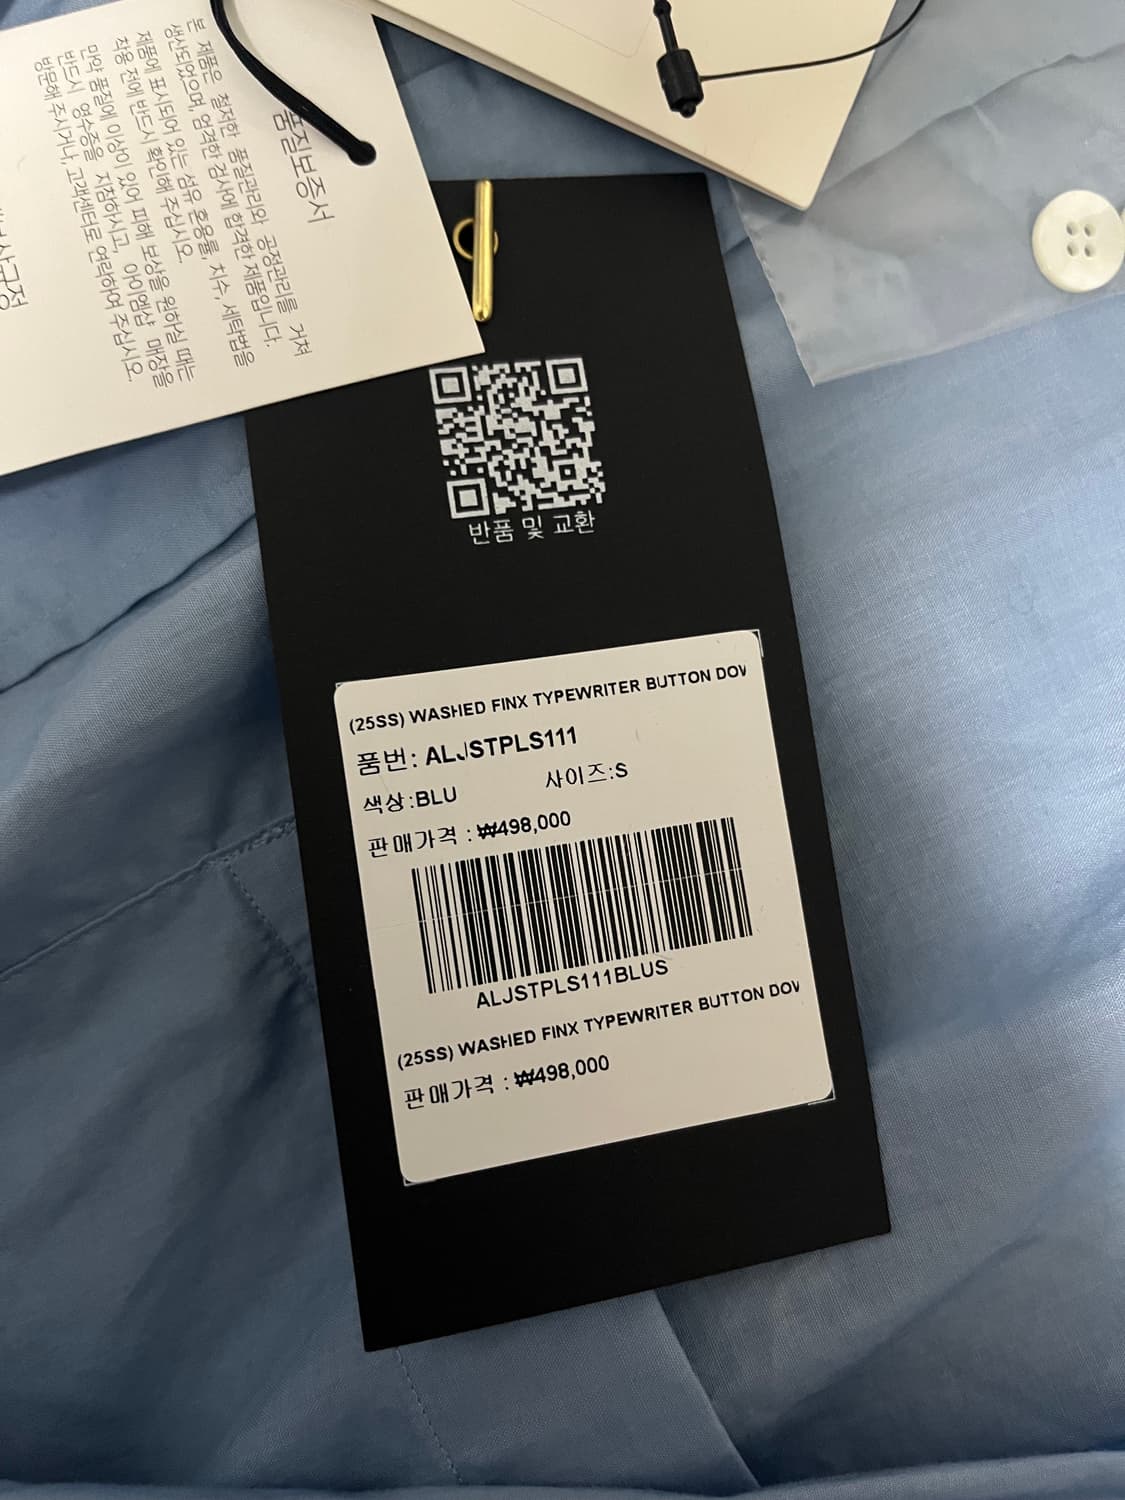 품질보증서
본 제품은 철저한 품질관리와 공정관리를 거쳐
생산되었으며, 엄격한 검사에 합격한 제품입니다.
제품에 표시되어 있는 섬유 혼용률, 치수, 세탁법을
착용 전에 반드시 확인해 주십시오.
만약 품질에 이상이 있어 피해 보상을 원하실 때는
반드시 영수증을 지참하시고, 아이엠샵 매장을
방문해 주시거나, 고객센터로 연락하여 주십시오.
반품 및 교환
(25SS) WASHED FINX TYPEWRITER BUTTON DOW
품번: ALJSTPLS111
색상:BLU 사이즈:S
판매가격 : ₩498,000
ALJSTPLS111BLUS
(25SS) WASHED FINX TYPEWRITER BUTTON DOW
판매가격 : ₩498,000